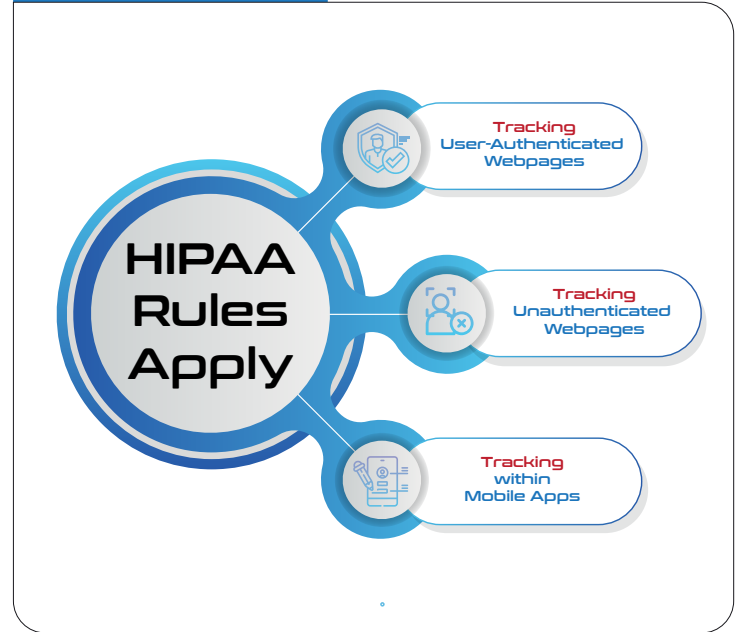 HIPAA
Rules
Apply
Tracking
User-Authenticated
Webpages
Tracking
Unauthenticated
Webpages
Tracking
within
Mobile Apps